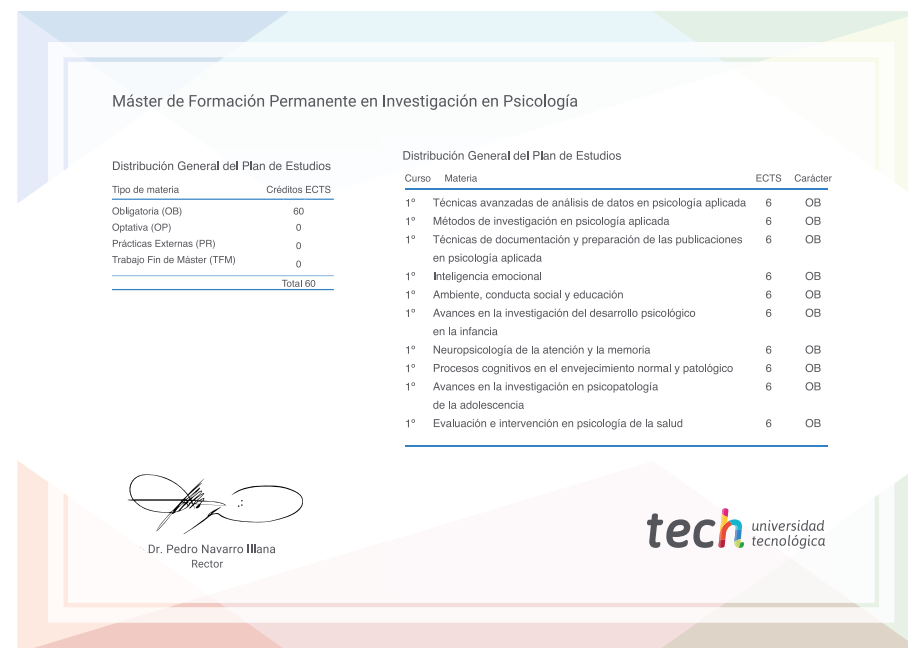 Máster de Formación Permanente en Investigación en Psicología
Distribución General del Plan de Estudios
Tipo de materia Créditos ECTS
Obligatoria (OB) 60
Optativa (OP) 0
Prácticas Externas (PR) 0
Trabajo Fin de Máster (TFM) 0
Total 60
Distribución General del Plan de Estudios
Curso Materia ECTS Carácter
1º Técnicas avanzadas de análisis de datos en psicología aplicada 6 OB
1º Métodos de investigación en psicología aplicada 6 OB
1º Técnicas de documentación y preparación de las publicaciones 6 OB
en psicología aplicada
1º Inteligencia emocional 6 OB
1º Ambiente, conducta social y educación 6 OB
1º Avances en la investigación del desarrollo psicológico 6 OB
en la infancia
1º Neuropsicología de la atención y la memoria 6 OB
1º Procesos cognitivos en el envejecimiento normal y patológico 6 OB
1º Avances en la investigación en psicopatología 6 OB
de la adolescencia
1º Evaluación e intervención en psicología de la salud 6 OB
Dr. Pedro Navarro Illana
Rector
tech universidad
tecnológica